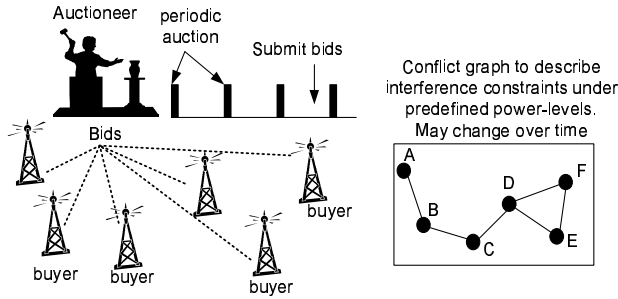 Auctioneer
periodic
auction
Submit bids
Bids
buyer
buyer
buyer
buyer
Conflict graph to describe
interference constraints under
predefined power-levels.
May change over time
A
B
C
D
E
F